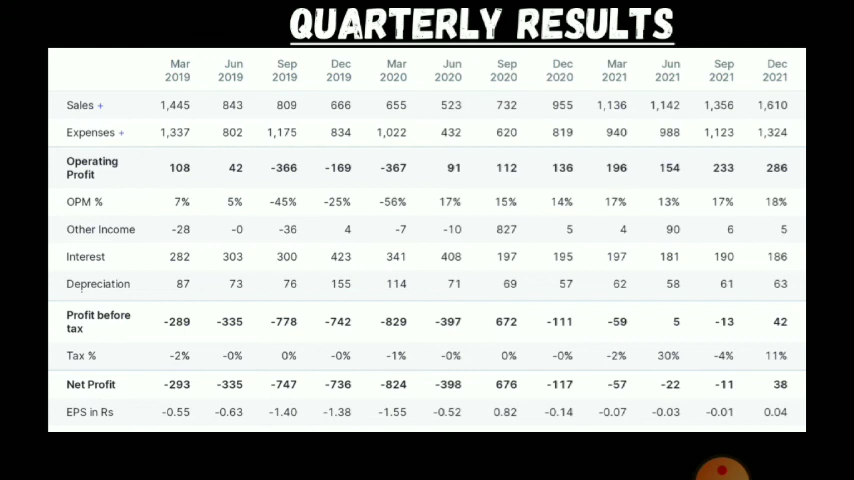 QUARTERLY RESULTS
Mar Jun Sep Dec Mar Jun Sep Dec Mar Jun Sep Dec
2019 2019 2019 2019 2020 2020 2020 2020 2021 2021 2021 2021
Sales + 1,445 843 809 666 655 523 732 955 1,136 1,142 1,356 1,610
Expenses + 1,337 802 1,175 834 1,022 432 620 819 940 988 1,123 1,324
Operating
Profit 108 42 -366 -169 -367 91 112 136 196 154 233 286
OPM % 7% 5% -45% -25% -56% 17% 15% 14% 17% 13% 17% 18%
Other Income -28 -0 -36 4 -7 -10 827 5 4 90 6 5
Interest 282 303 300 423 341 408 197 195 197 181 190 186
Depreciation 87 73 76 155 114 71 69 57 62 58 61 63
Profit before
tax -289 -335 -778 -742 -829 -397 672 -111 -59 5 -13 42
Tax % -2% -0% 0% -0% -1% -0% 0% -0% -2% 30% -4% 11%
Net Profit -293 -335 -747 -736 -824 -398 676 -117 -57 -22 -11 38
EPS in Rs -0.55 -0.63 -1.40 -1.38 -1.55 -0.52 0.82 -0.14 -0.07 -0.03 -0.01 0.04